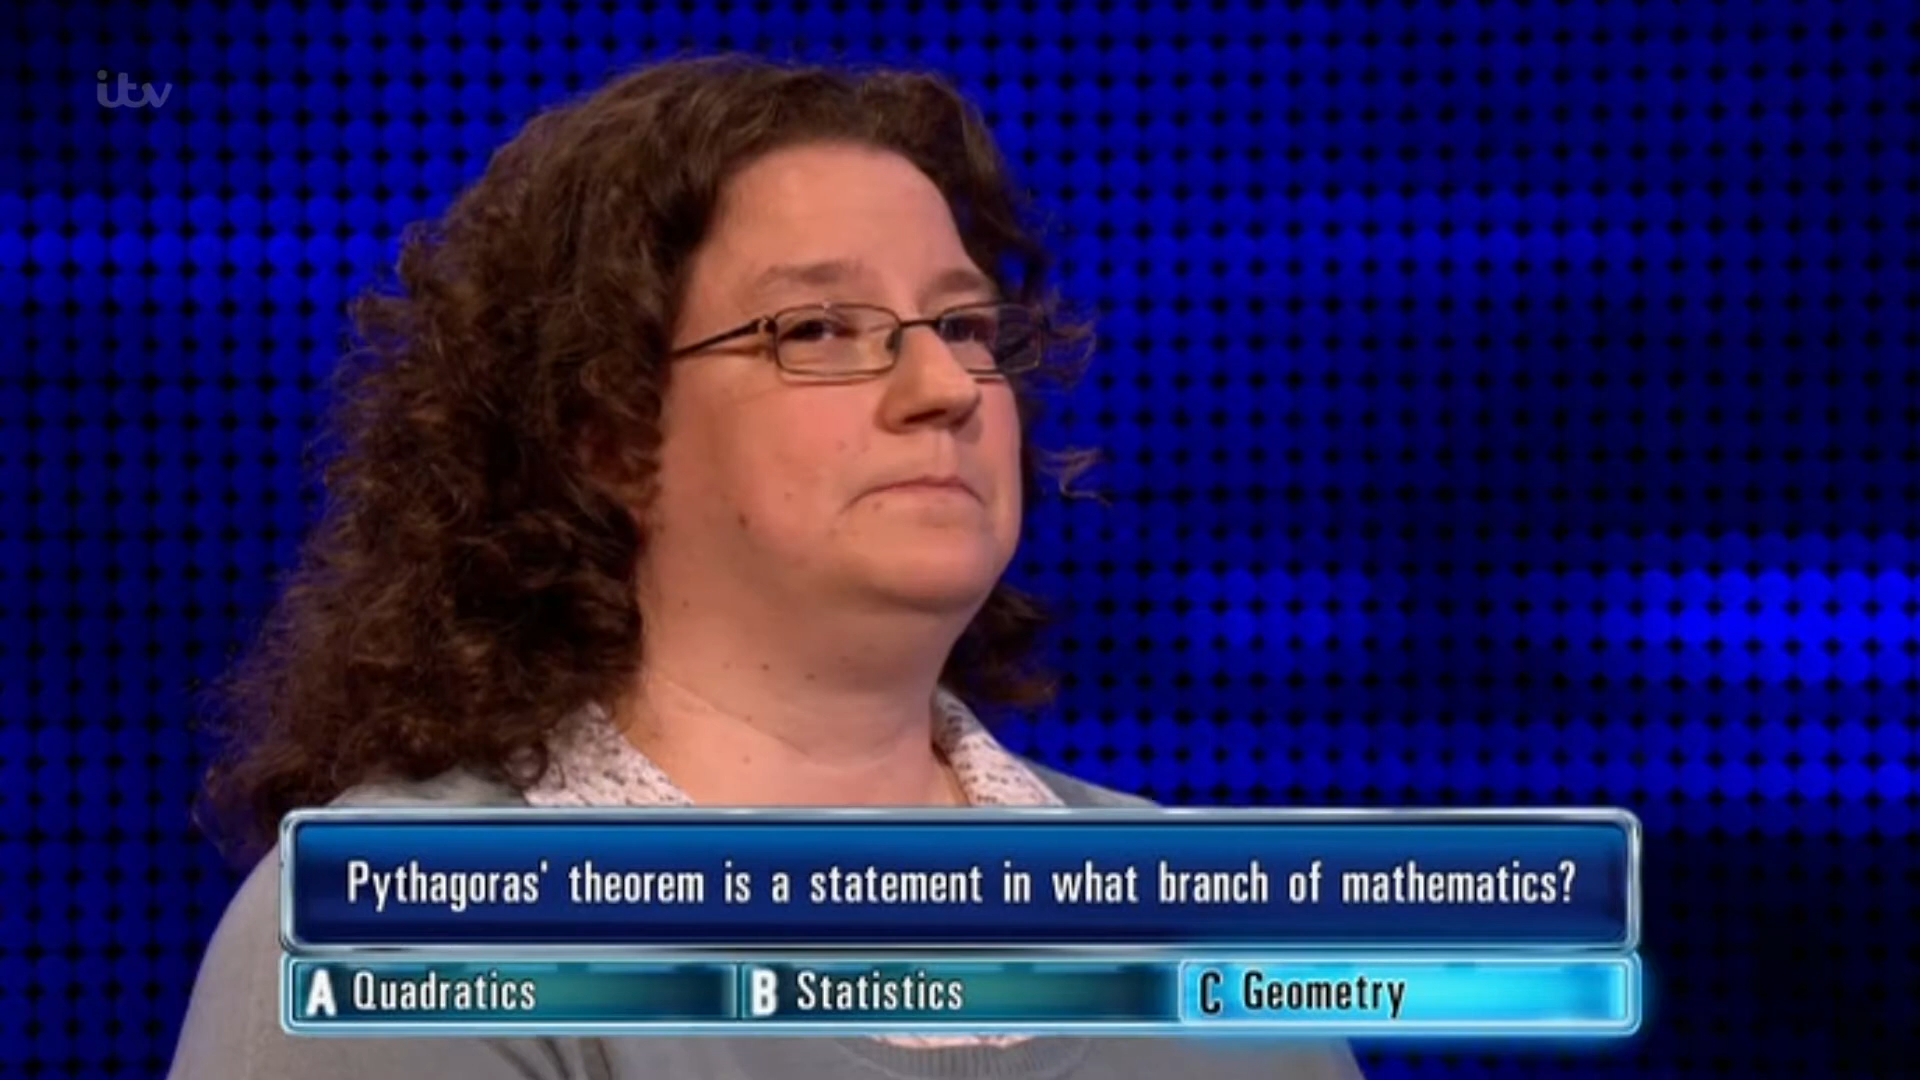 itv
Pythagoras' theorem is a statement in what branch of mathematics?
A Quadratics B Statistics C Geometry